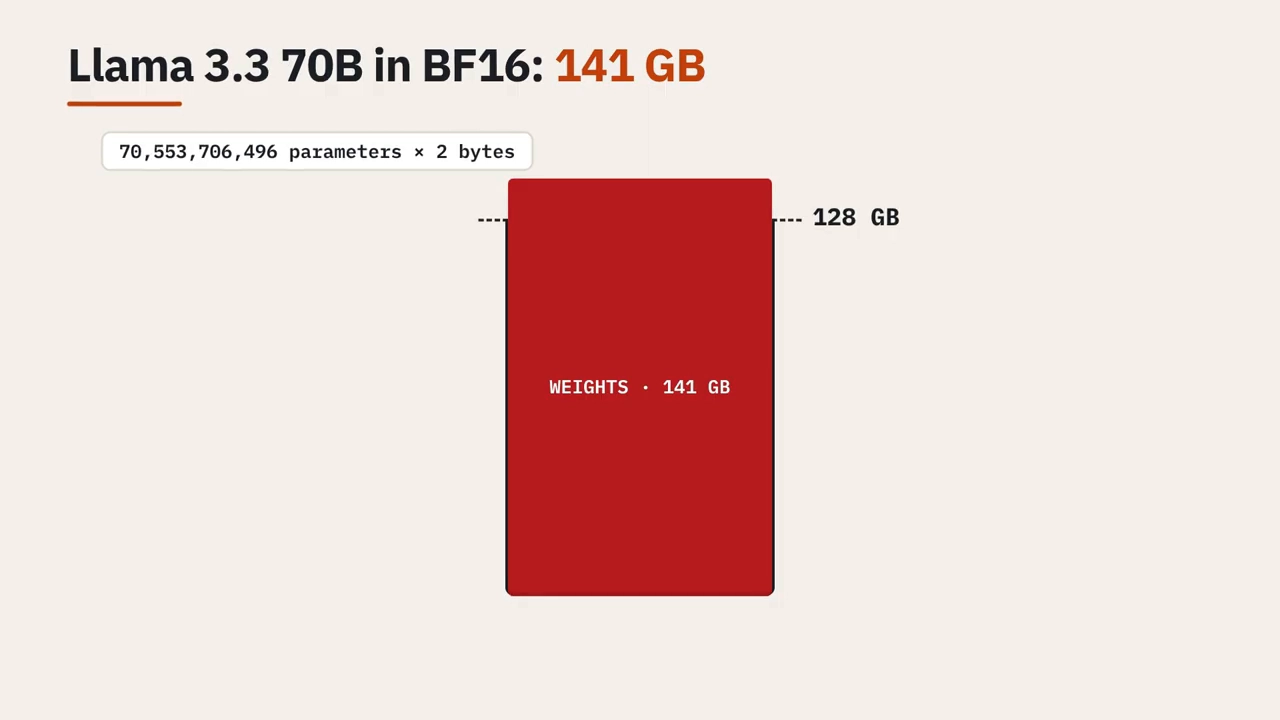 Llama 3.3 70B in BF16: 141 GB
70,553,706,496 parameters × 2 bytes
128 GB
WEIGHTS · 141 GB